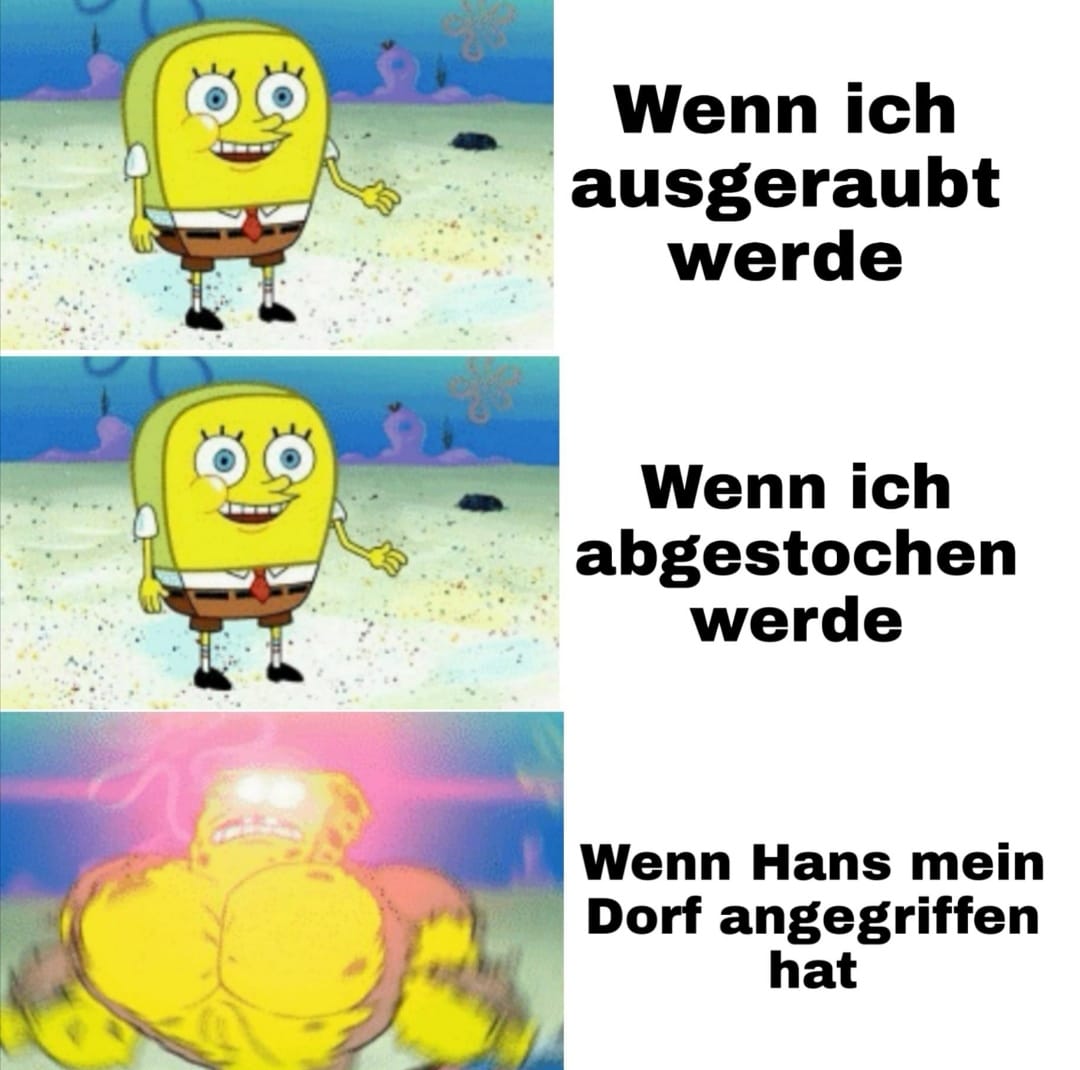 Wenn ich
ausgeraubt
werde
Wenn ich
abgestochen
werde
Wenn Hans mein
Dorf angegriffen
hat